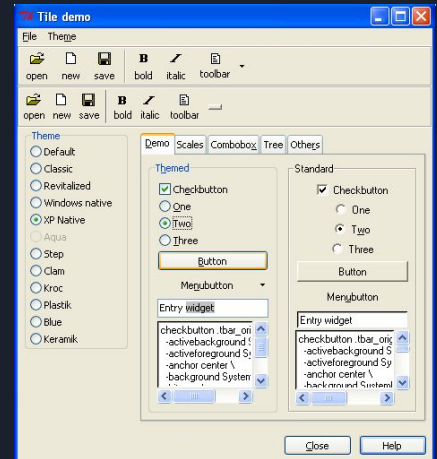 Tile demo
File Theme
open new save bold italic toolbar
open new save bold italic toolbar
Theme
Default
Classic
Revitalized
Windows native
XP Native
Aqua
Step
Clam
Kroc
Plastik
Blue
Keramik
Demo Scales Combobox Tree Others
Themed
Checkbutton
One
Two
Three
Button
Menubutton
Entry widget
checkbutton .tbar_orig
-activebackground S
-activeforeground Sy
-anchor center \
-background System
Standard
Checkbutton
One
Two
Three
Button
Menubutton
Entry widget
checkbutton .tbar_orig
-activebackground S
-activeforeground Sy
-anchor center \
-background System
Close Help